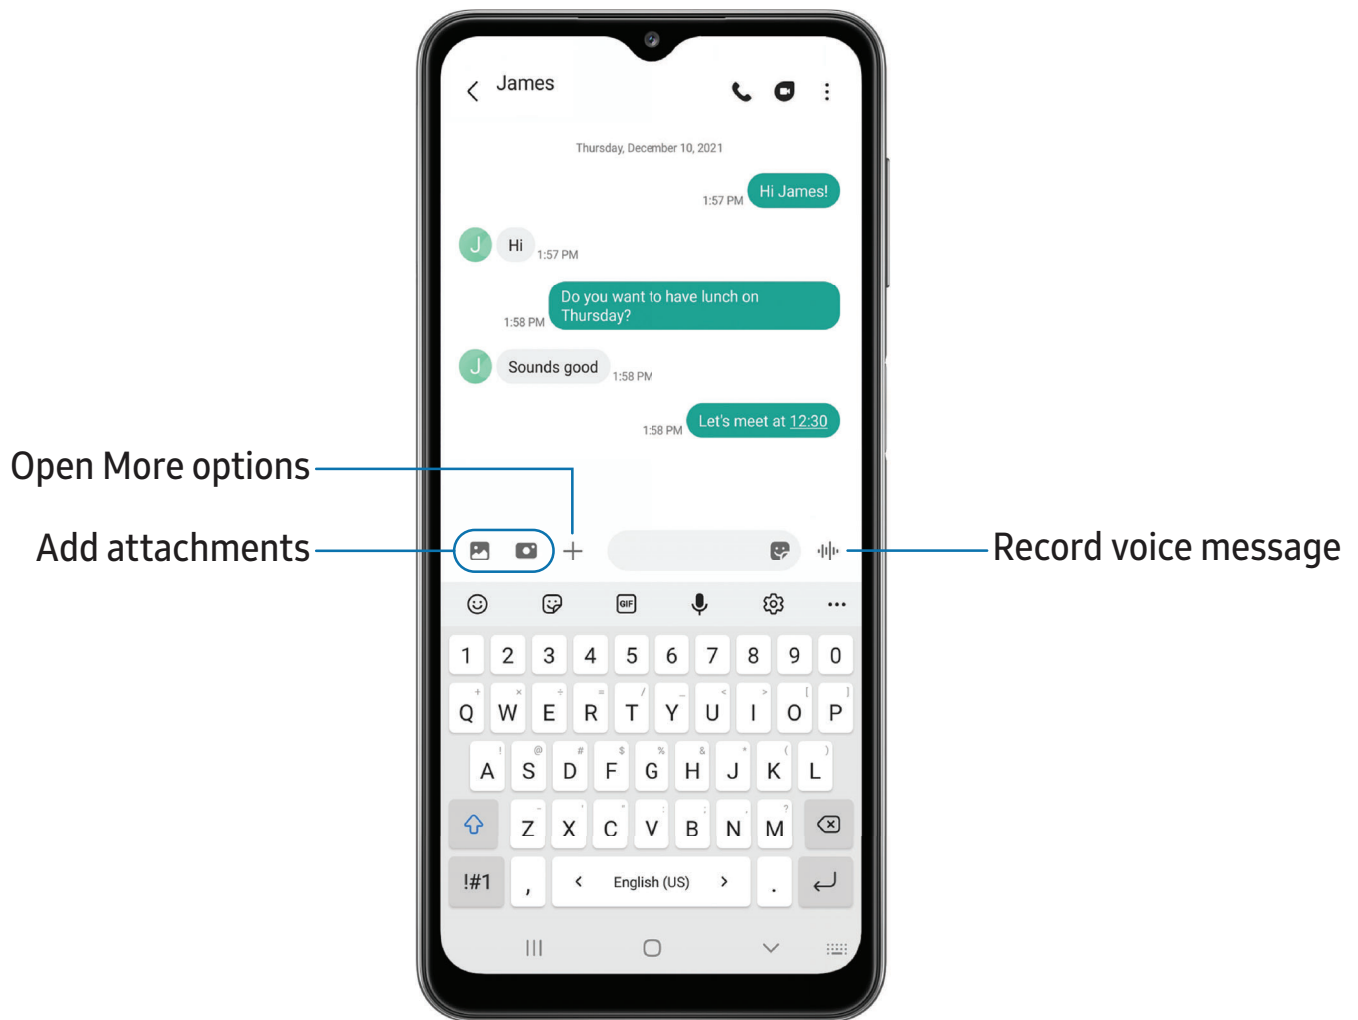 James
Thursday, December 10, 2021
1:57 PM Hi James!
J Hi 1:57 PM
Do you want to have lunch on
1:58 PM Thursday?
J Sounds good 1:58 PM
1:58 PM Let's meet at 12:30
Open More options
Add attachments
Record voice message
GIF
1 2 3 4 5 6 7 8 9 0
+ × ÷ = / _ < > [ ]
Q W E R T Y U I O P
! @ # $ % & * ( )
A S D F G H J K L
- ' " : ; , ?
Z X C V B N M
!#1 , < English (US) > .